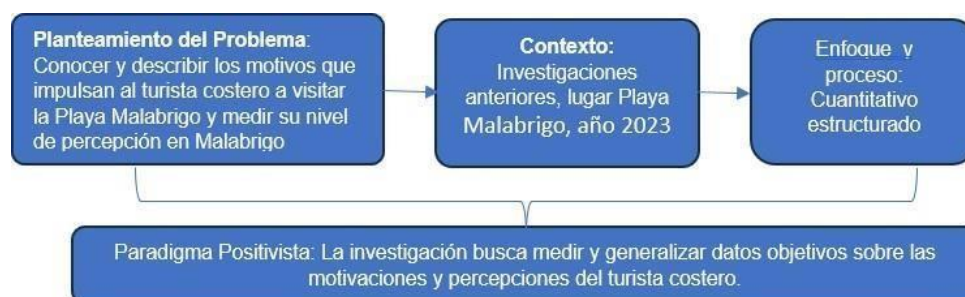 Planteamiento del Problema:
Conocer y describir los motivos que
impulsan al turista costero a visitar
la Playa Malabrigo y medir su nivel
de percepción en Malabrigo
Contexto:
Investigaciones
anteriores, lugar Playa
Malabrigo, año 2023
Enfoque y
proceso:
Cuantitativo
estructurado
Paradigma Positivista: La investigación busca medir y generalizar datos objetivos sobre las
motivaciones y percepciones del turista costero.